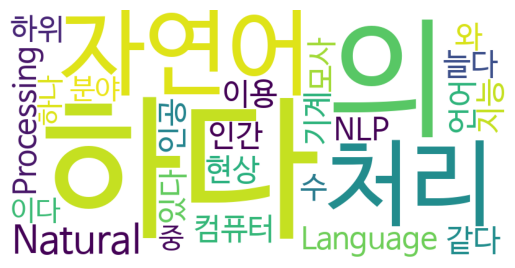 하위
자연어
의
와
Processing
하나
분야
하다
인공
이용
기계
모사
늘다
언어
지능
인간
NLP
처리
현상
있다
수
이다
Natural
중
컴퓨터
Language
같다